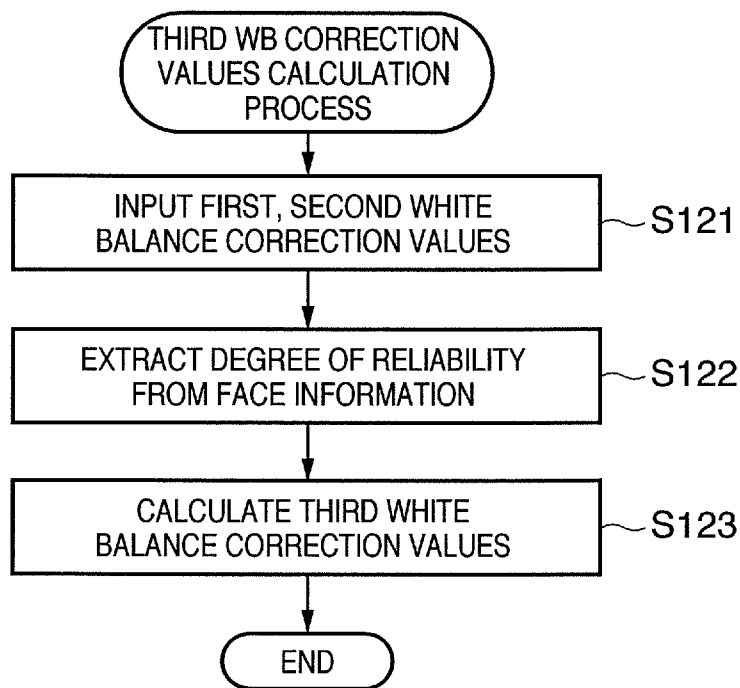 THIRD WB CORRECTION
VALUES CALCULATION
PROCESS
INPUT FIRST, SECOND WHITE
BALANCE CORRECTION VALUES
S121
EXTRACT DEGREE OF RELIABILITY
FROM FACE INFORMATION
S122
CALCULATE THIRD WHITE
BALANCE CORRECTION VALUES
S123
END